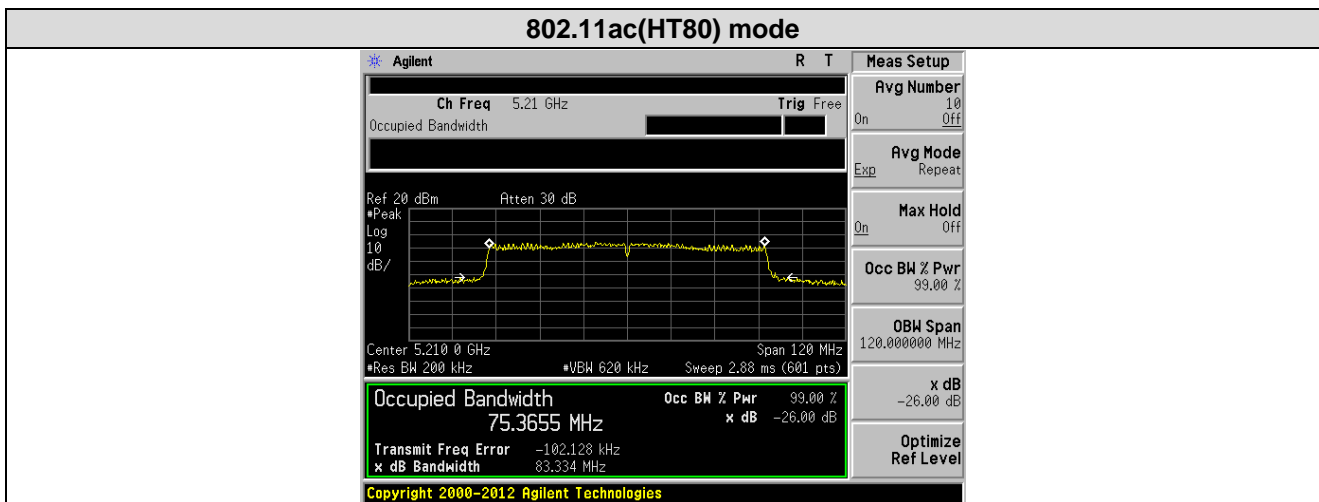 802.11ac(HT80) mode
Agilent R T
Ch Freq 5.21 GHz Trig Free
Occupied Bandwidth
Ref 20 dBm Atten 30 dB
#Peak
Log
10
dB/
Center 5.210 0 GHz Span 120 MHz
#Res BW 200 kHz #VBW 620 kHz Sweep 2.88 ms (601 pts)
Occupied Bandwidth Occ BW % Pwr 99.00 %
75.3655 MHz x dB -26.00 dB
Transmit Freq Error -102.128 kHz
x dB Bandwidth 83.334 MHz
Copyright 2000-2012 Agilent Technologies
Meas Setup
Avg Number
10
On Off
Avg Mode
Exp Repeat
Max Hold
On Off
Occ BW % Pwr
99.00 %
OBW Span
120.000000 MHz
x dB
-26.00 dB
Optimize
Ref Level